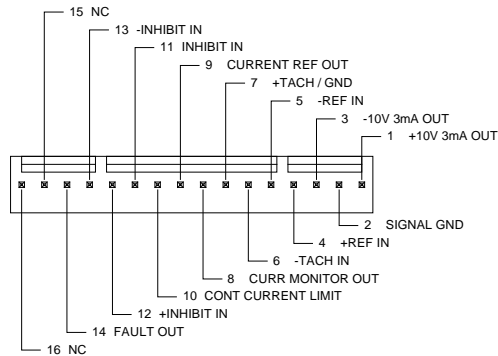 15 NC
13 -INHIBIT IN
11 INHIBIT IN
9 CURRENT REF OUT
7 +TACH / GND
5 -REF IN
3 -10V 3mA OUT
1 +10V 3mA OUT
2 SIGNAL GND
4 +REF IN
6 -TACH IN
8 CURR MONITOR OUT
10 CONT CURRENT LIMIT
12 +INHIBIT IN
14 FAULT OUT
16 NC